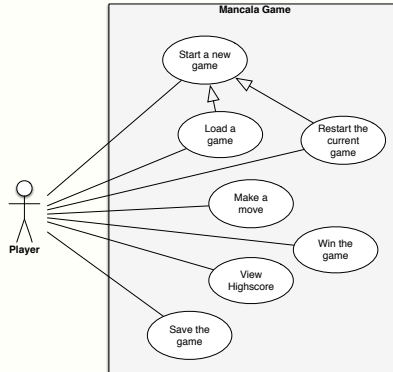 Mancala Game
Start a new
game
Load a
game
Restart the
current
game
Make a
move
Player
Win the
game
View
Highscore
Save the
game